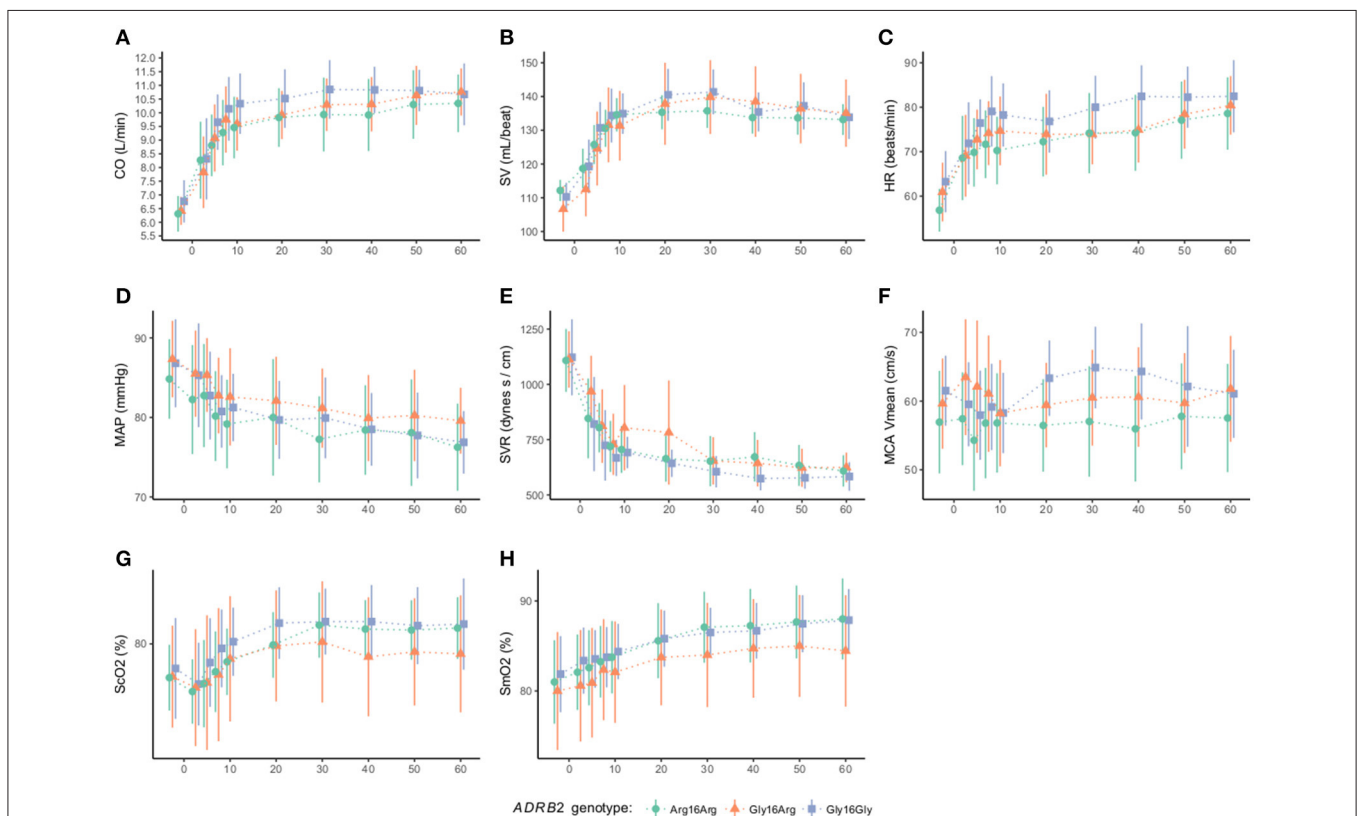 A
CO (L/min)
12.0
11.5
11.0
10.5
10.0
9.5
9.0
8.5
8.0
7.5
7.0
6.5
6.0
5.5
0 10 20 30 40 50 60
B
SV (mL/beat)
150
140
130
120
110
100
0 10 20 30 40 50 60
C
HR (beats/min)
90
80
70
60
0 10 20 30 40 50 60
D
MAP (mmHg)
90
80
70
0 10 20 30 40 50 60
E
SVR (dynes s / cm)
1250
1000
750
500
0 10 20 30 40 50 60
F
MCA Vmean (cm/s)
70
60
50
0 10 20 30 40 50 60
G
ScO2 (%)
80
0 10 20 30 40 50 60
H
SmO2 (%)
90
80
0 10 20 30 40 50 60
ADRB2 genotype: Arg16Arg Gly16Arg Gly16Gly